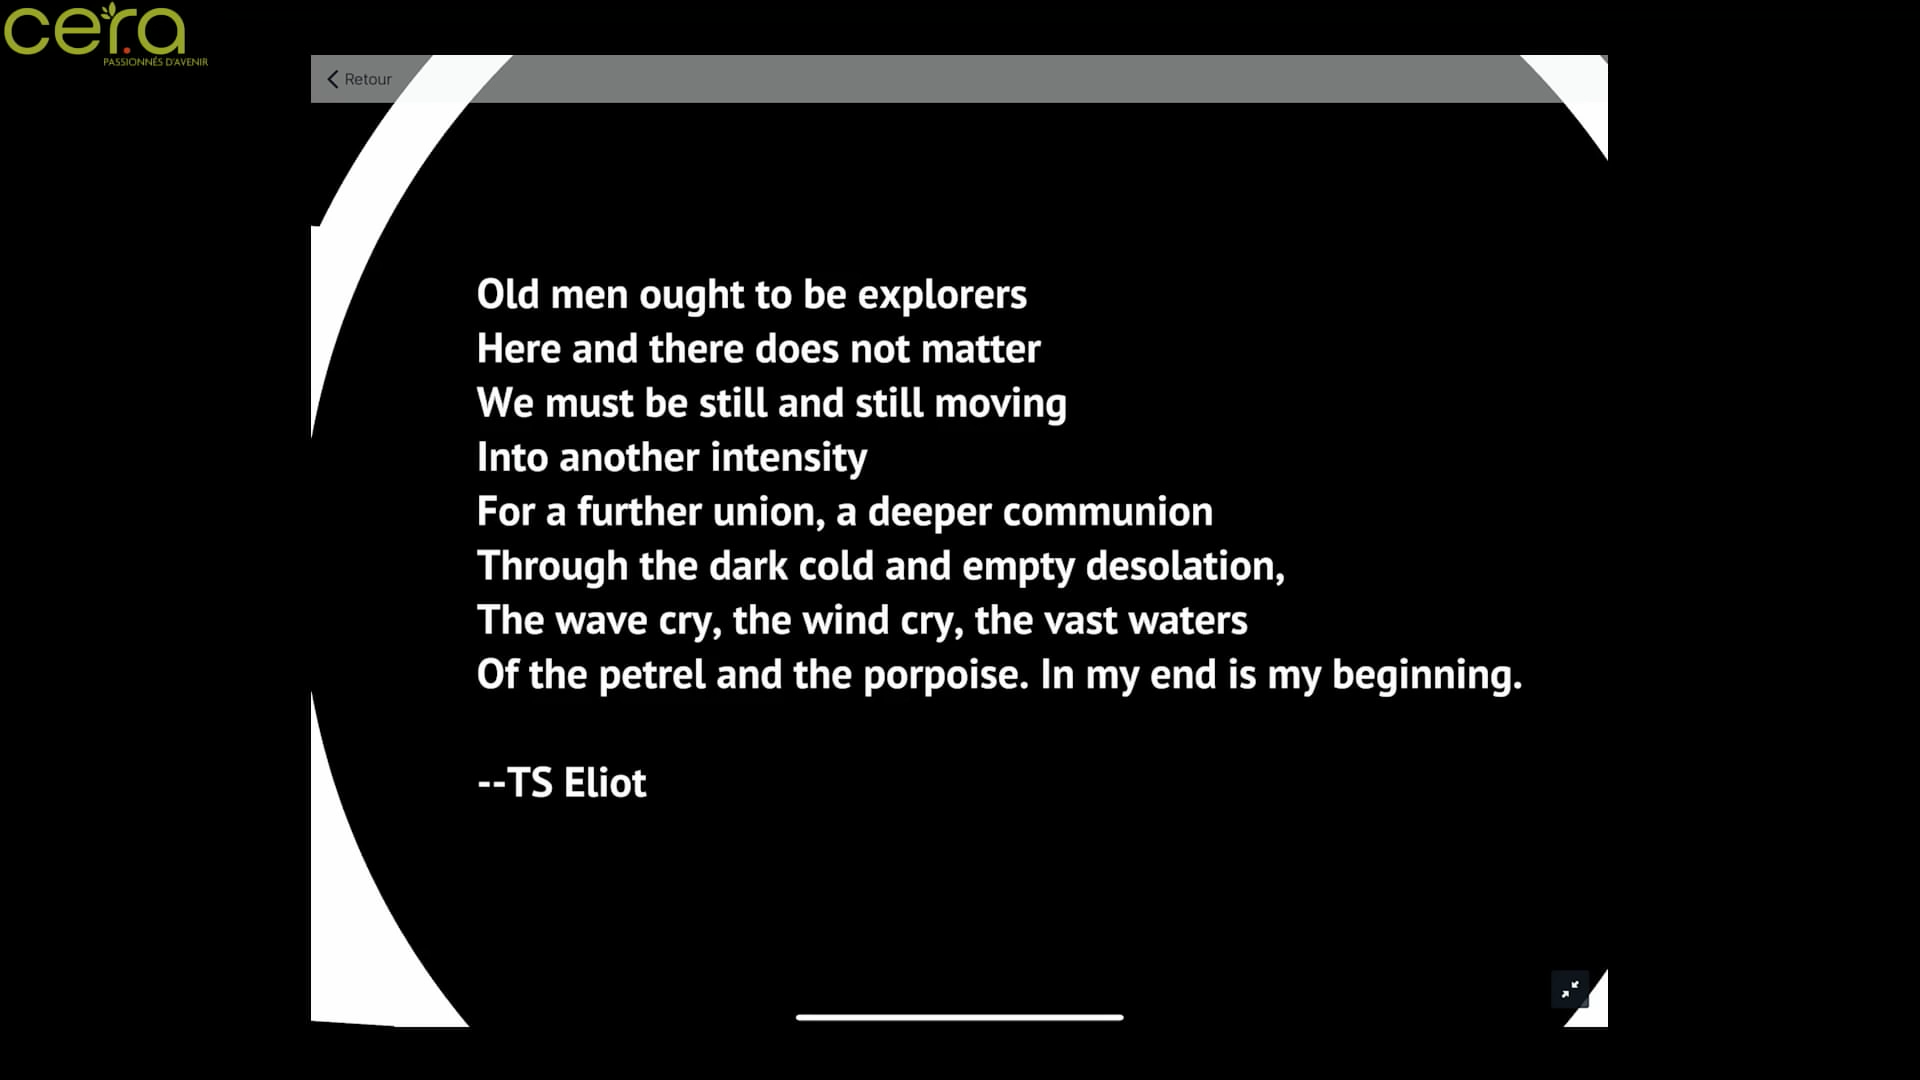 cera
PASSIONNÉS D'AVENIR
Retour
Old men ought to be explorers
Here and there does not matter
We must be still and still moving
Into another intensity
For a further union, a deeper communion
Through the dark cold and empty desolation,
The wave cry, the wind cry, the vast waters
Of the petrel and the porpoise. In my end is my beginning.
--TS Eliot